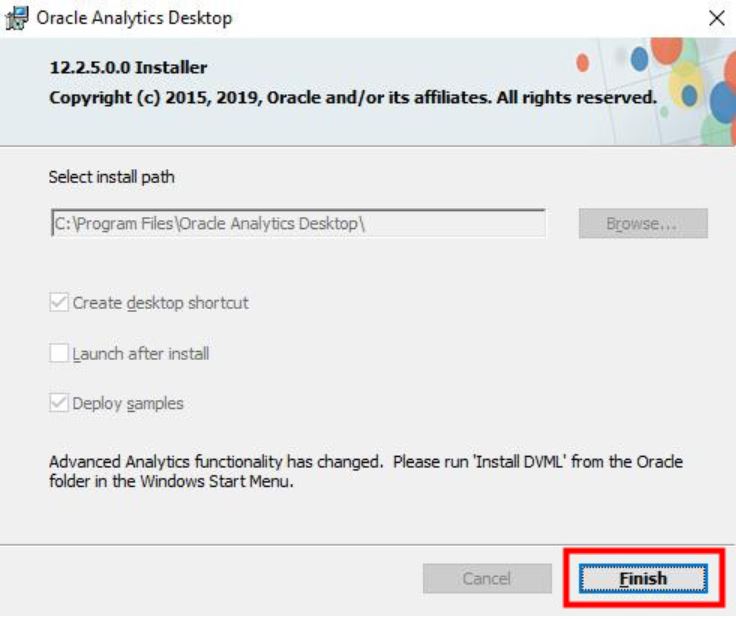 Oracle Analytics Desktop
12.2.5.0.0 Installer
Copyright (c) 2015, 2019, Oracle and/or its affiliates. All rights reserved.
Select install path
C:\Program Files\Oracle Analytics Desktop\
Browse...
Create desktop shortcut
Launch after install
Deploy samples
Advanced Analytics functionality has changed.  Please run 'Install DVML' from the Oracle
folder in the Windows Start Menu.
Cancel
Finish